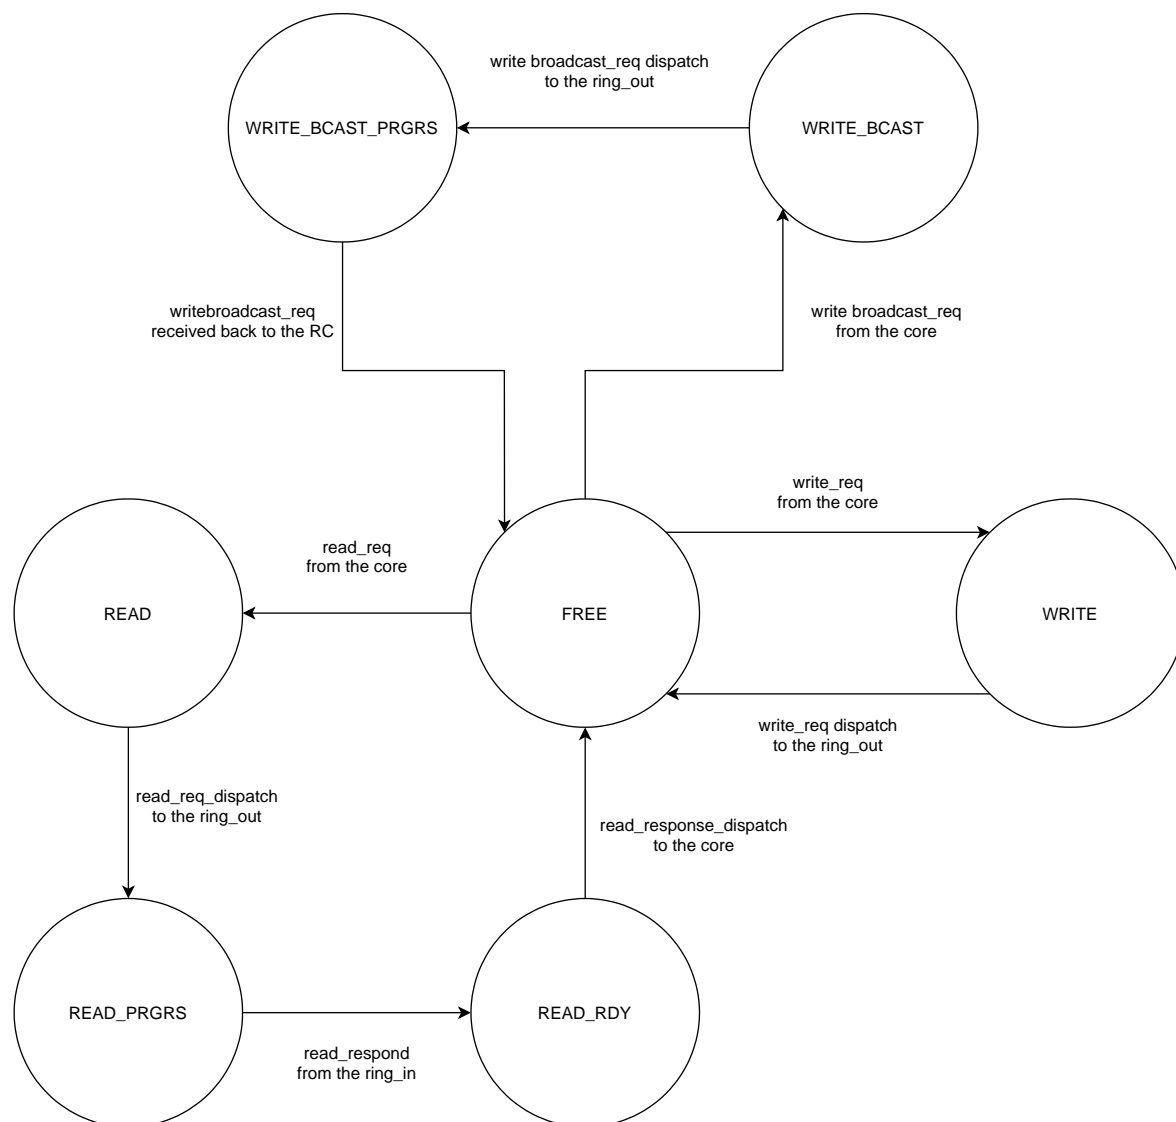 write broadcast_req dispatch
to the ring_out
WRITE_BCAST_PRGRS
WRITE_BCAST
writebroadcast_req
received back to the RC
write broadcast_req
from the core
write_req
from the core
read_req
from the core
READ
FREE
WRITE
write_req dispatch
to the ring_out
read_req_dispatch
to the ring_out
read_response_dispatch
to the core
READ_PRGRS
READ_RDY
read_respond
from the ring_in